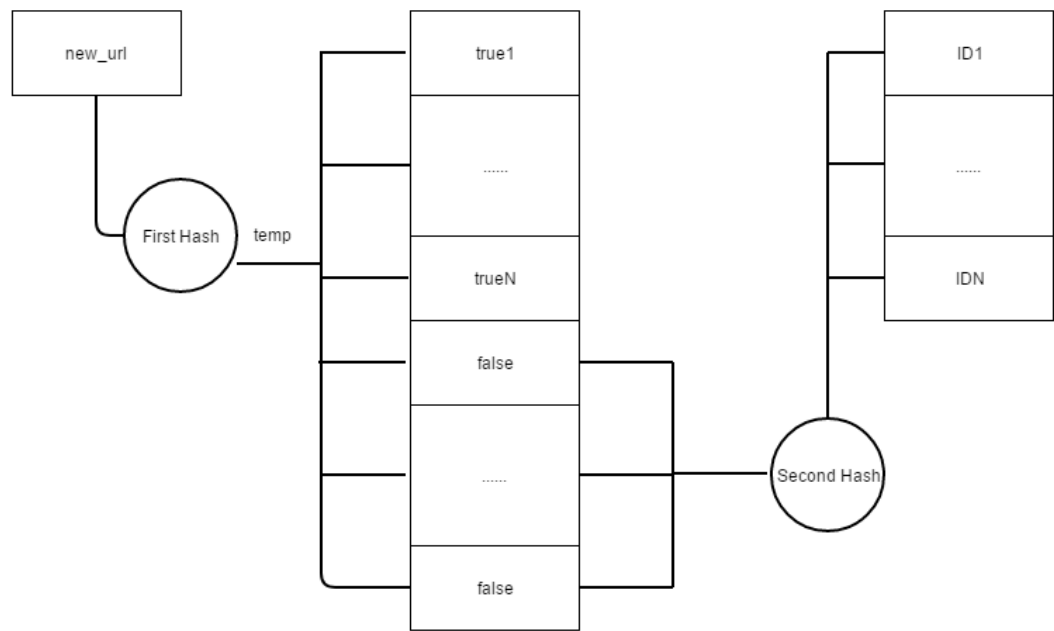 new_url
First Hash
temp
true1
......
trueN
false
......
false
Second Hash
ID1
......
IDN